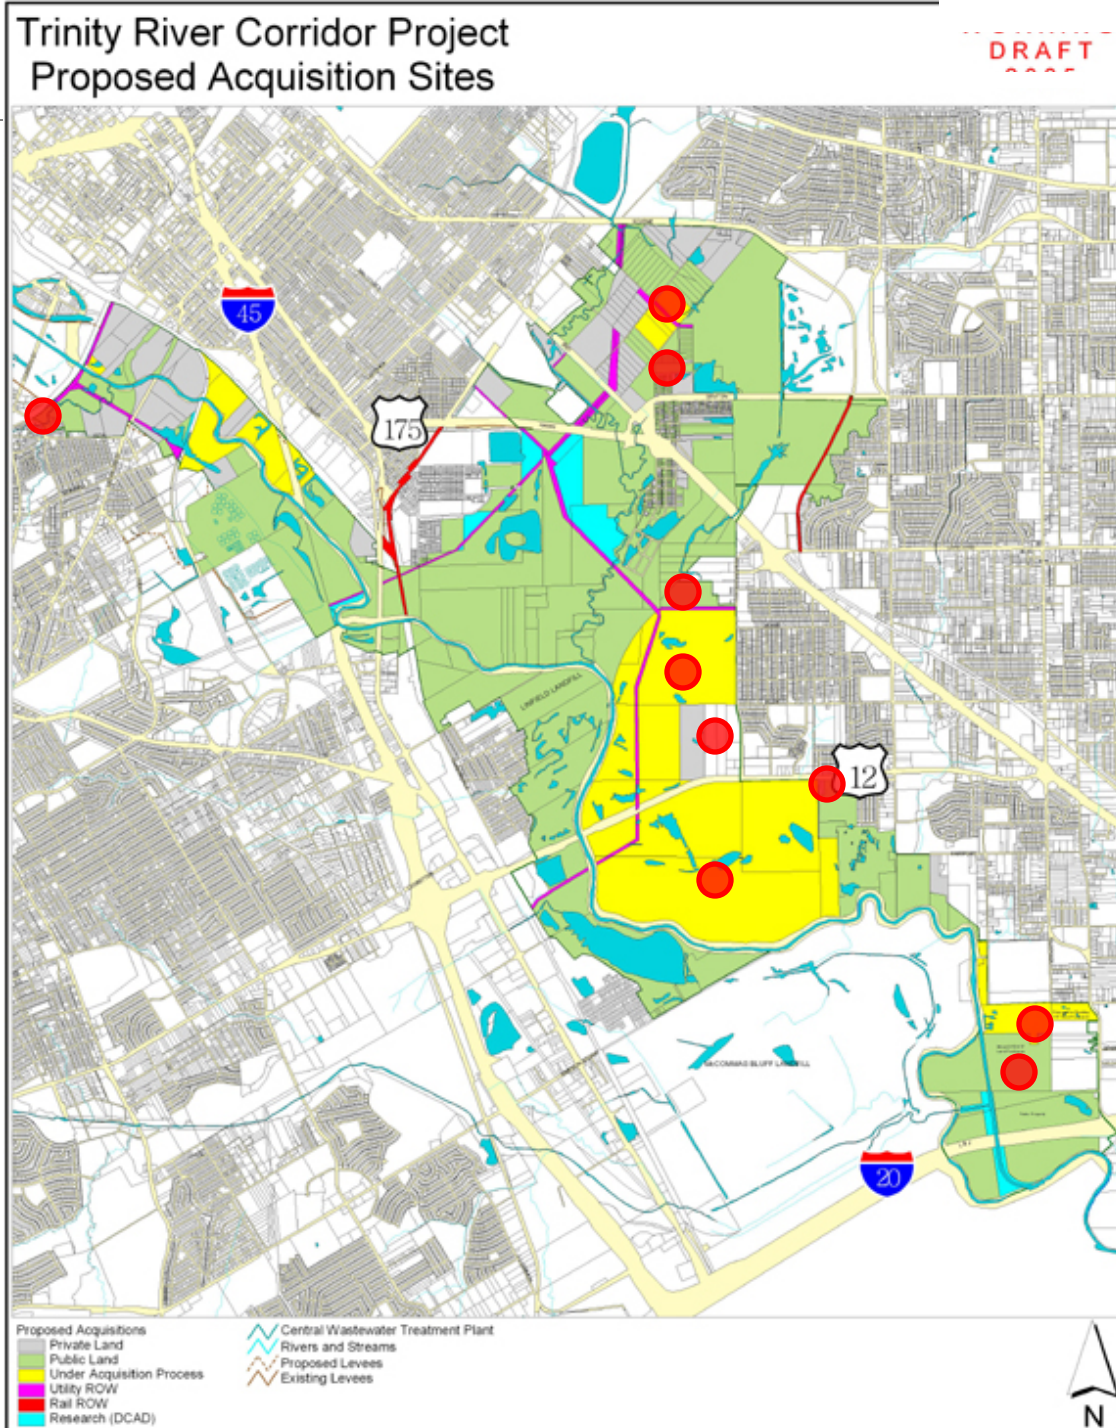 Trinity River Corridor Project
Proposed Acquisition Sites
DRAFT
45
175
LINFIELD LANDFILL
12
McCOMMAS BLUFF LANDFILL
20
Proposed Acquisitions
Private Land
Public Land
Under Acquisition Process
Utility ROW
Rail ROW
Research (DCAD)
Central Wastewater Treatment Plant
Rivers and Streams
Proposed Levees
Existing Levees
N